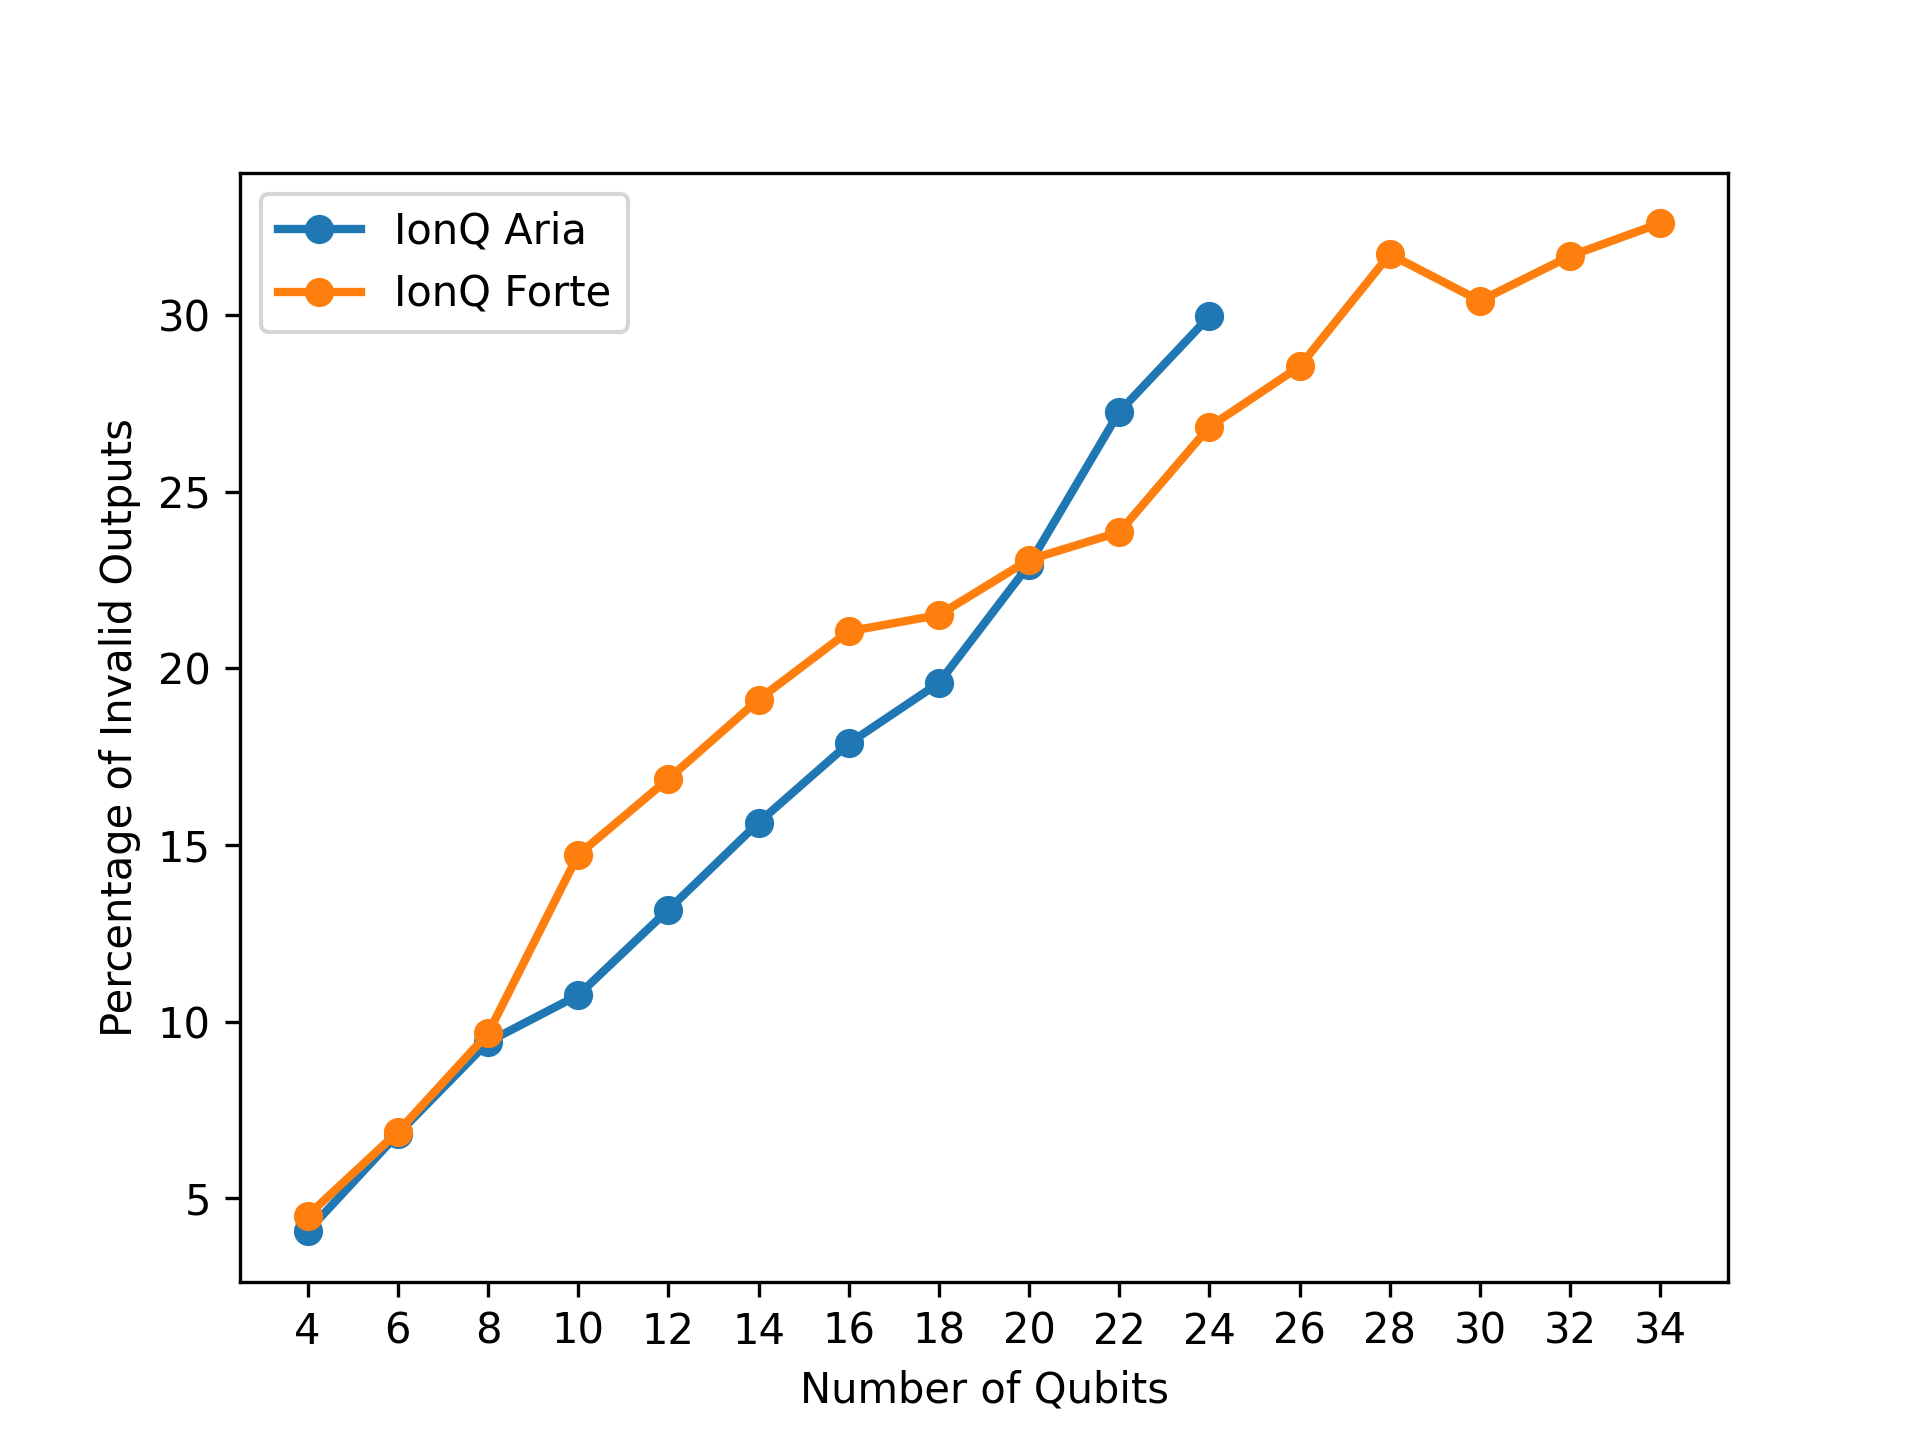 IonQ Aria
IonQ Forte
Percentage of Invalid Outputs
30
25
20
15
10
5
4 6 8 10 12 14 16 18 20 22 24 26 28 30 32 34
Number of Qubits